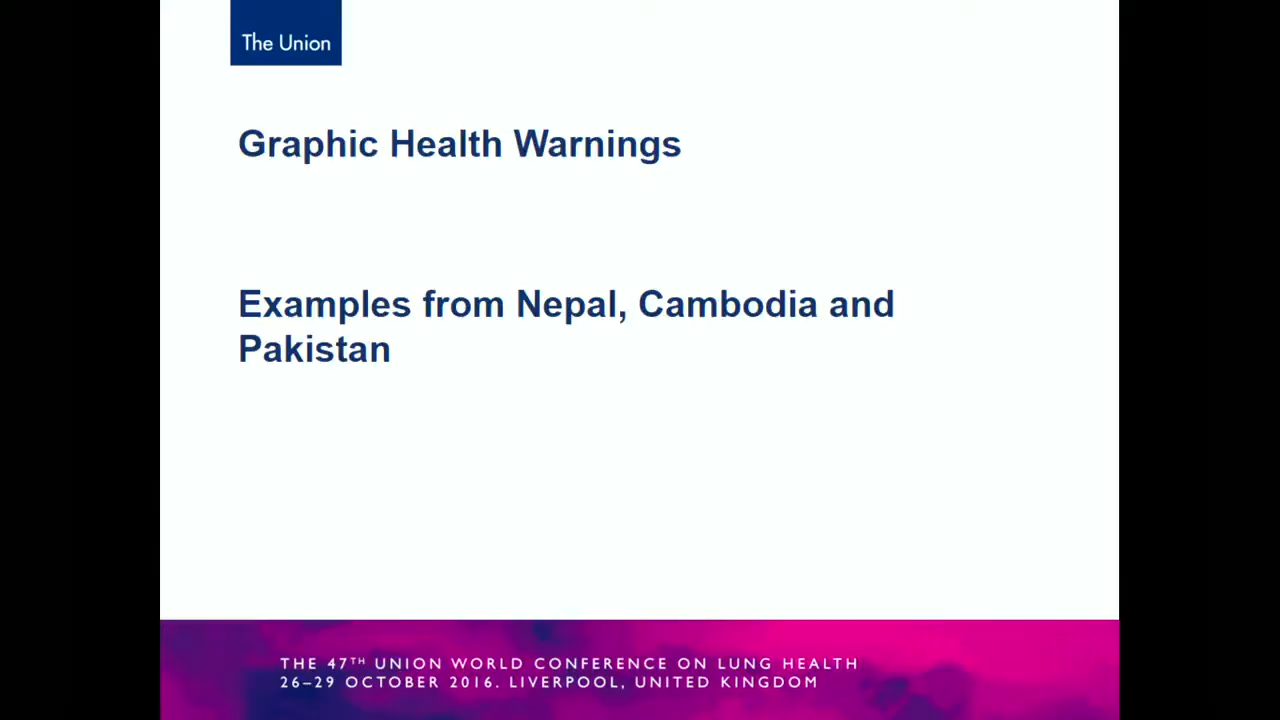 The Union
Graphic Health Warnings
Examples from Nepal, Cambodia and
Pakistan
THE 47TH UNION WORLD CONFERENCE ON LUNG HEALTH
26–29 OCTOBER 2016. LIVERPOOL, UNITED KINGDOM